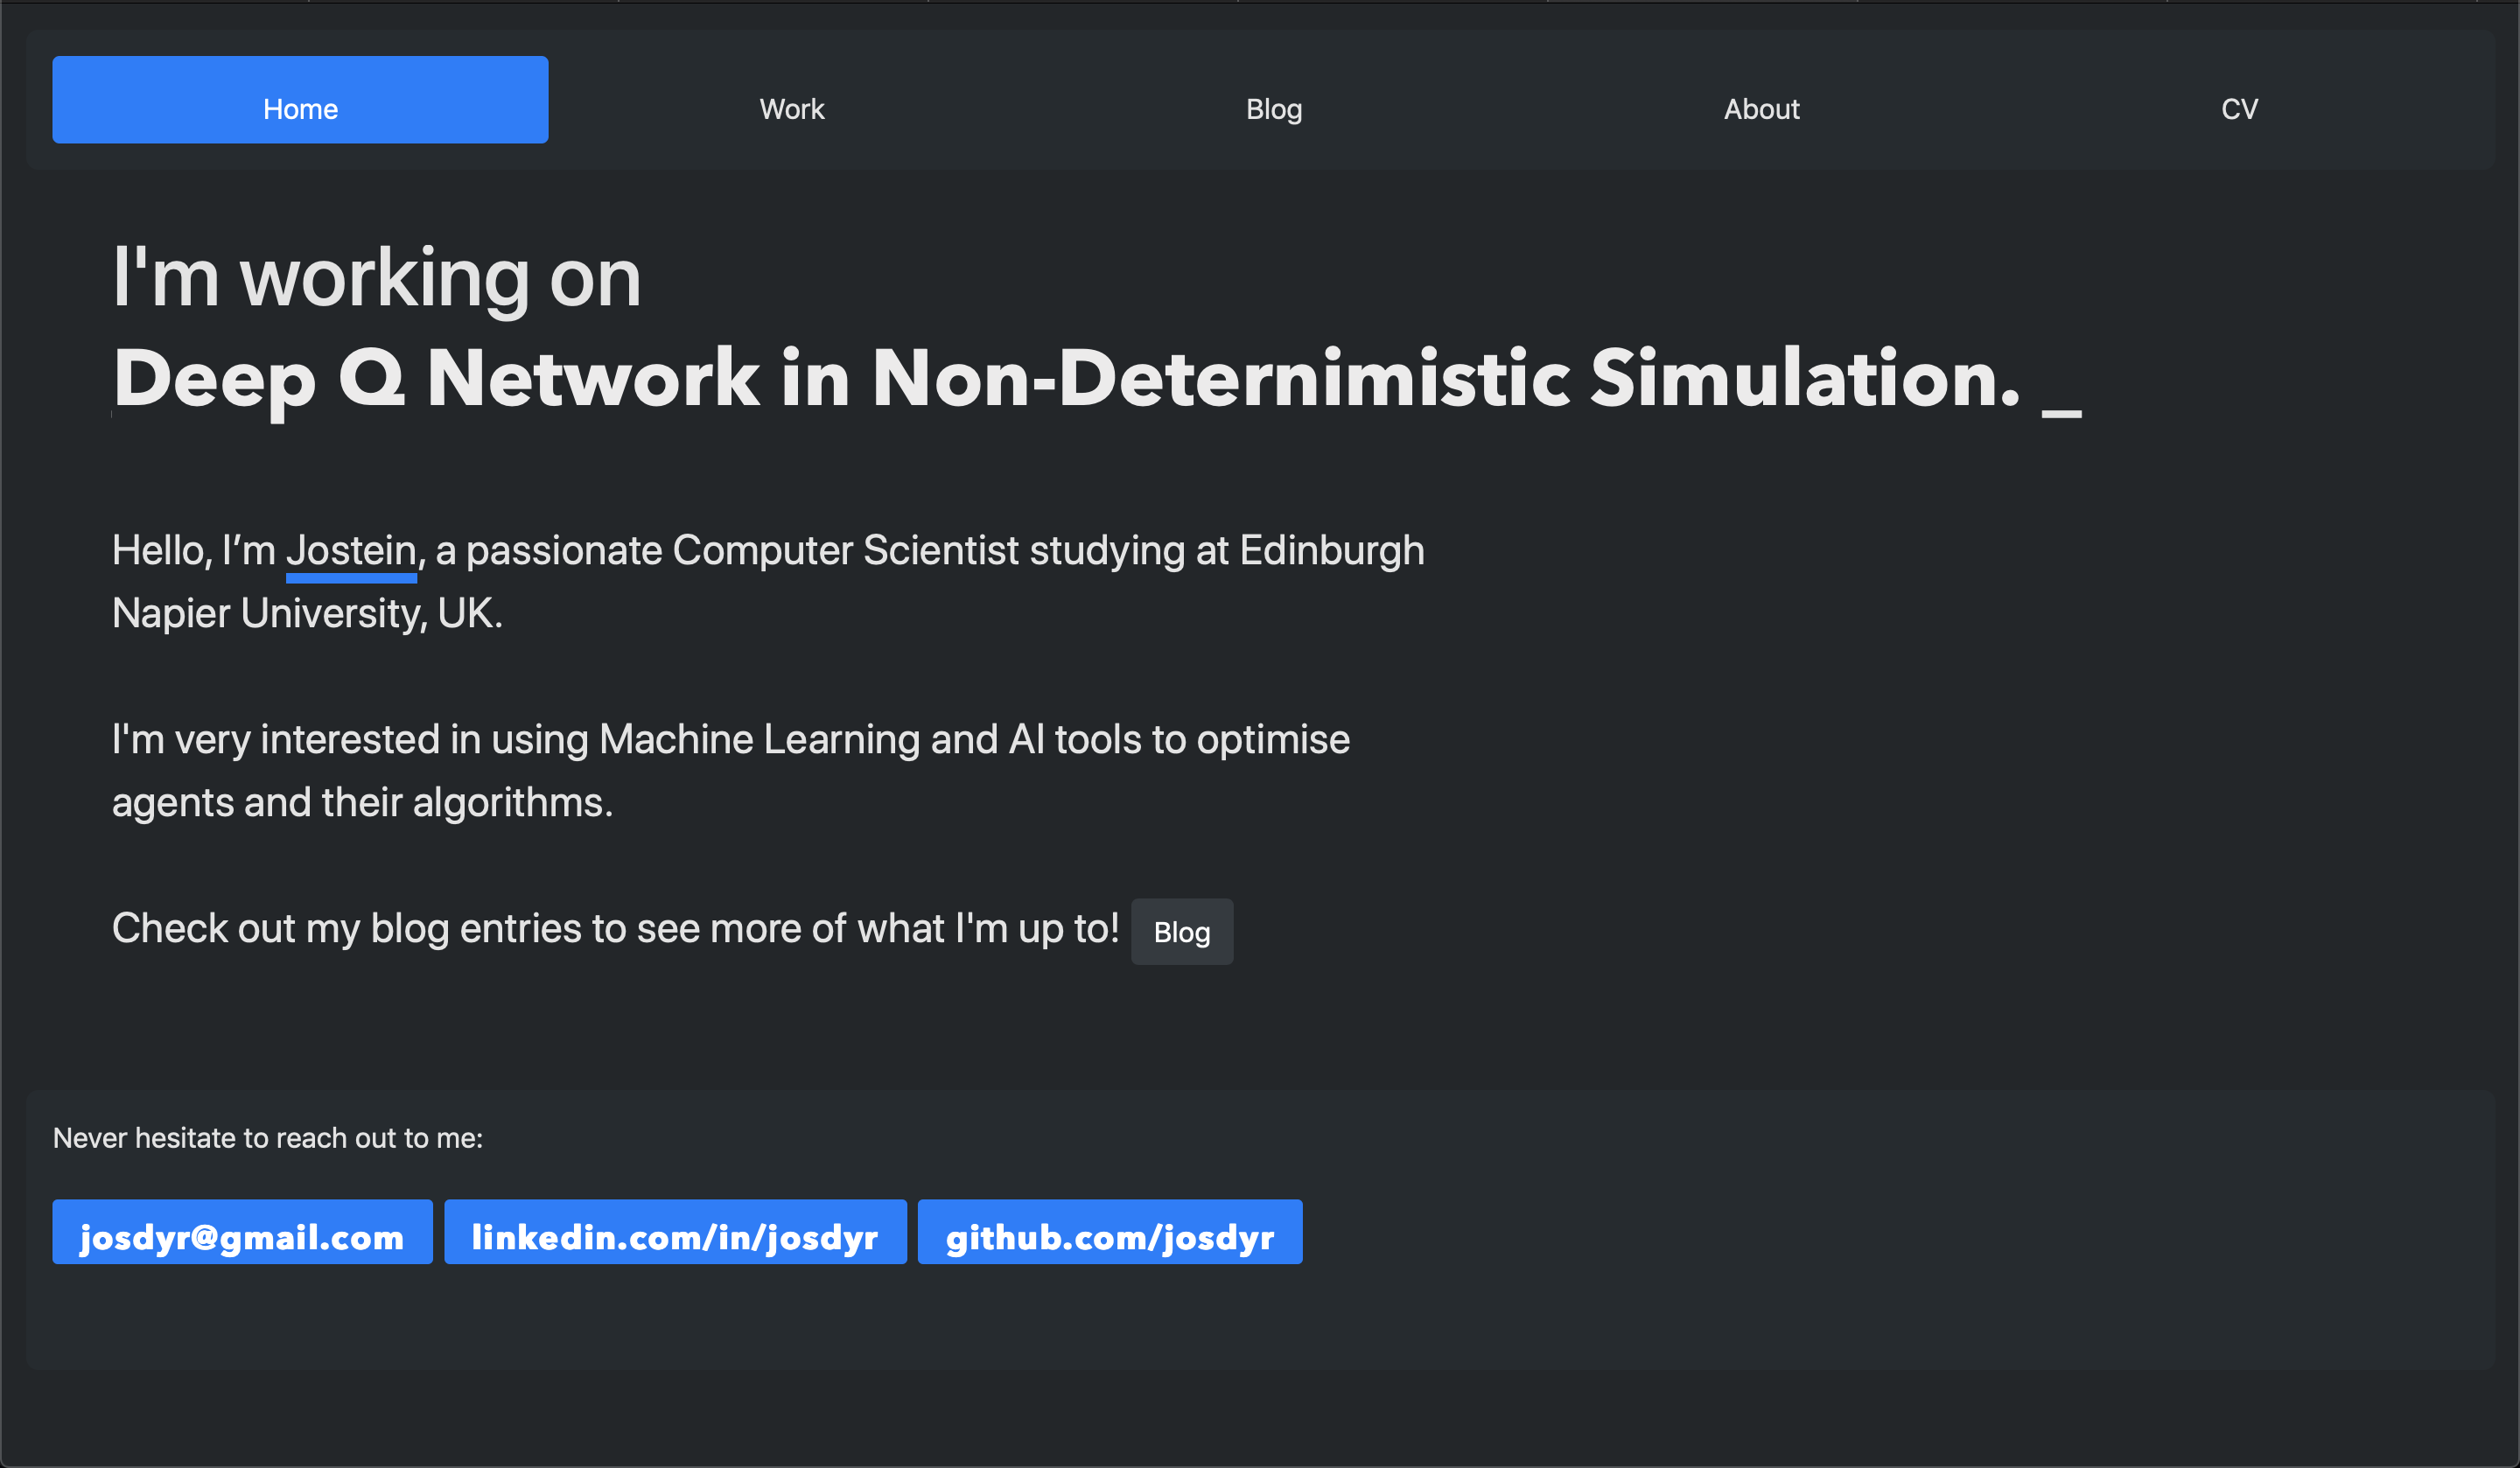 Home Work Blog About CV
I'm working on
Deep Q Network in Non-Deternimistic Simulation. _
Hello, I’m Jostein, a passionate Computer Scientist studying at Edinburgh
Napier University, UK.
I'm very interested in using Machine Learning and AI tools to optimise
agents and their algorithms.
Check out my blog entries to see more of what I'm up to! Blog
Never hesitate to reach out to me:
josdyr@gmail.com linkedin.com/in/josdyr github.com/josdyr